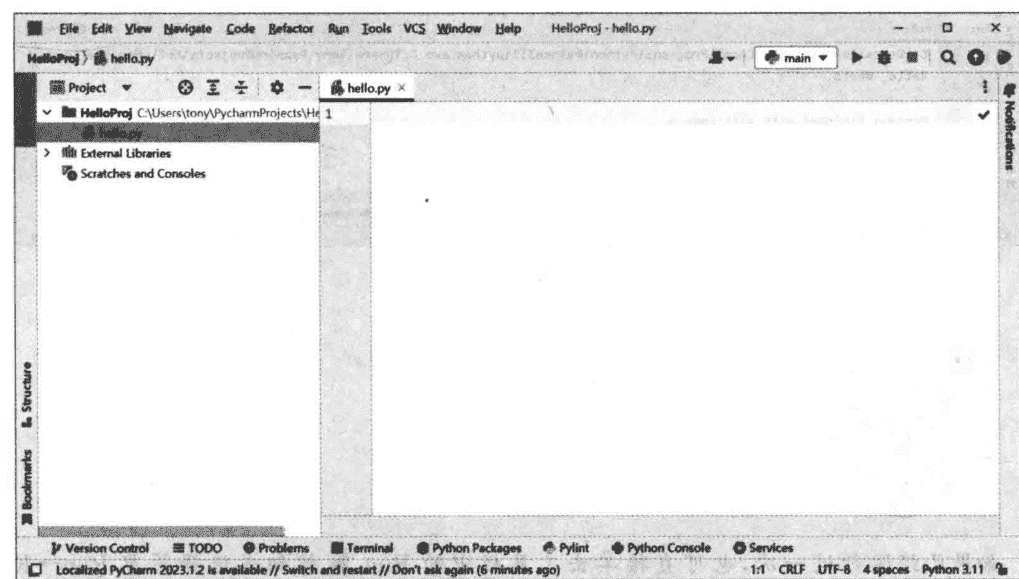 File Edit View Navigate Code Refactor Run Tools VCS Window Help HelloProj - hello.py
HelloProj hello.py main
Project hello.py
HelloProj C:\Users\tony\PycharmProjects\He 1
hello.py
External Libraries
Scratches and Consoles
Notifications
Structure
Bookmarks
Version Control TODO Problems Terminal Python Packages Pylint Python Console Services
Localized PyCharm 2023.1.2 is available // Switch and restart // Don't ask again (6 minutes ago) 1:1 CRLF UTF-8 4 spaces Python 3.11